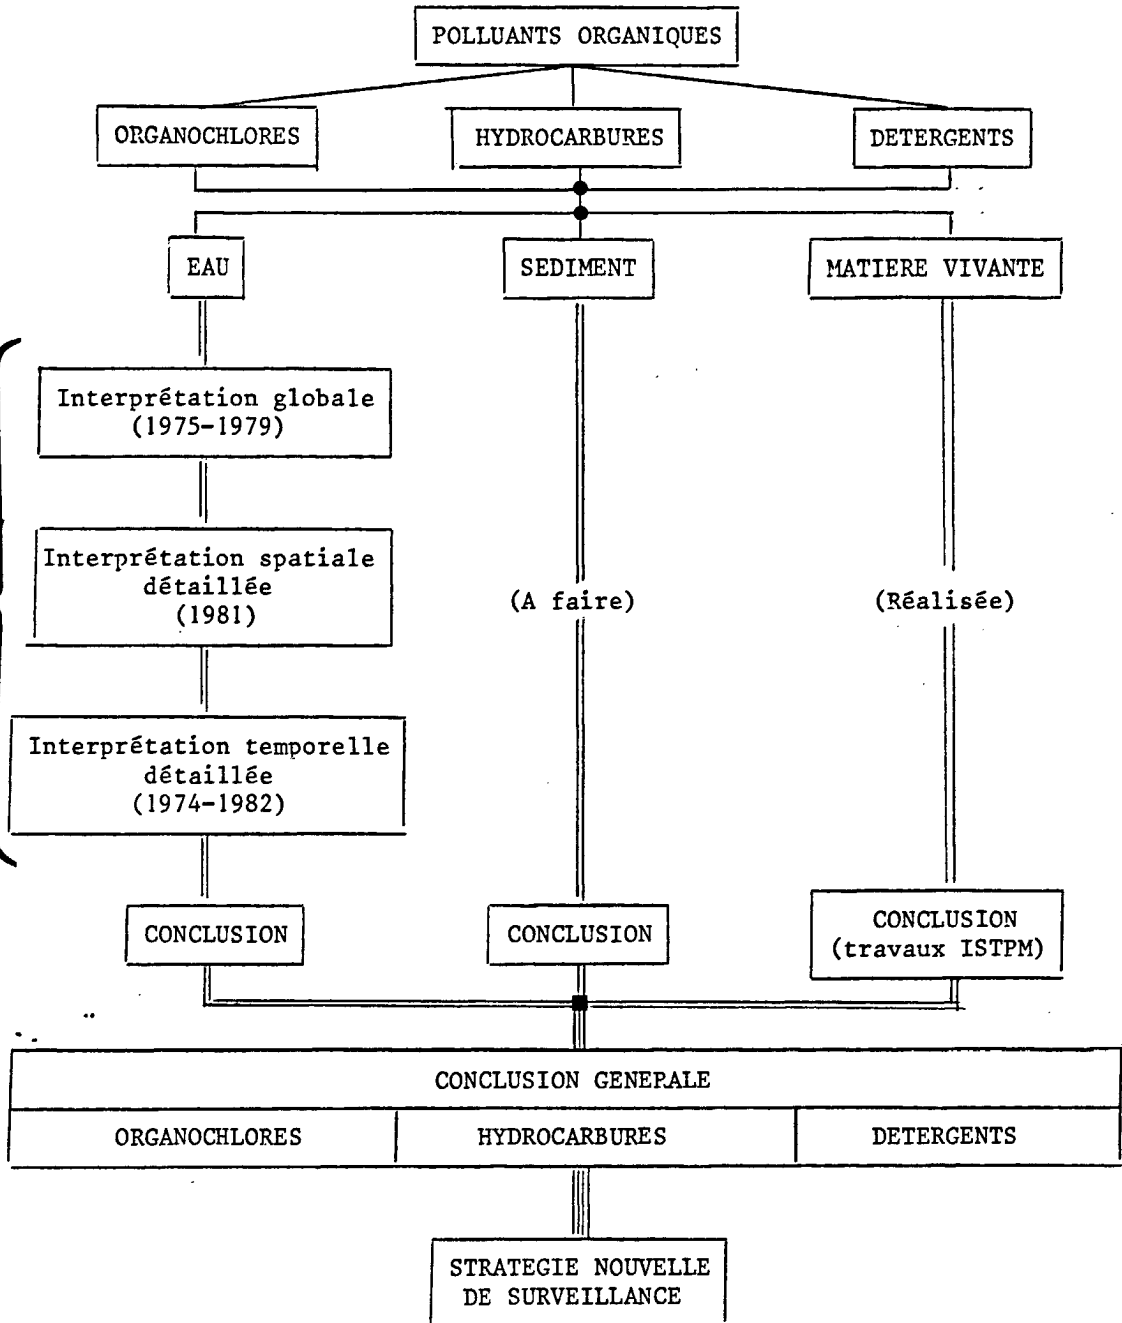 POLLUANTS ORGANIQUES
ORGANOCHLORES
HYDROCARBURES
DETERGENTS
EAU
SEDIMENT
MATIERE VIVANTE
Interprétation globale
(1975-1979)
Interprétation spatiale
détaillée
(1981)
(A faire)
(Réalisée)
Interprétation temporelle
détaillée
(1974-1982)
CONCLUSION
CONCLUSION
CONCLUSION
(travaux ISTPM)
CONCLUSION GENERALE
ORGANOCHLORES
HYDROCARBURES
DETERGENTS
STRATEGIE NOUVELLE
DE SURVEILLANCE